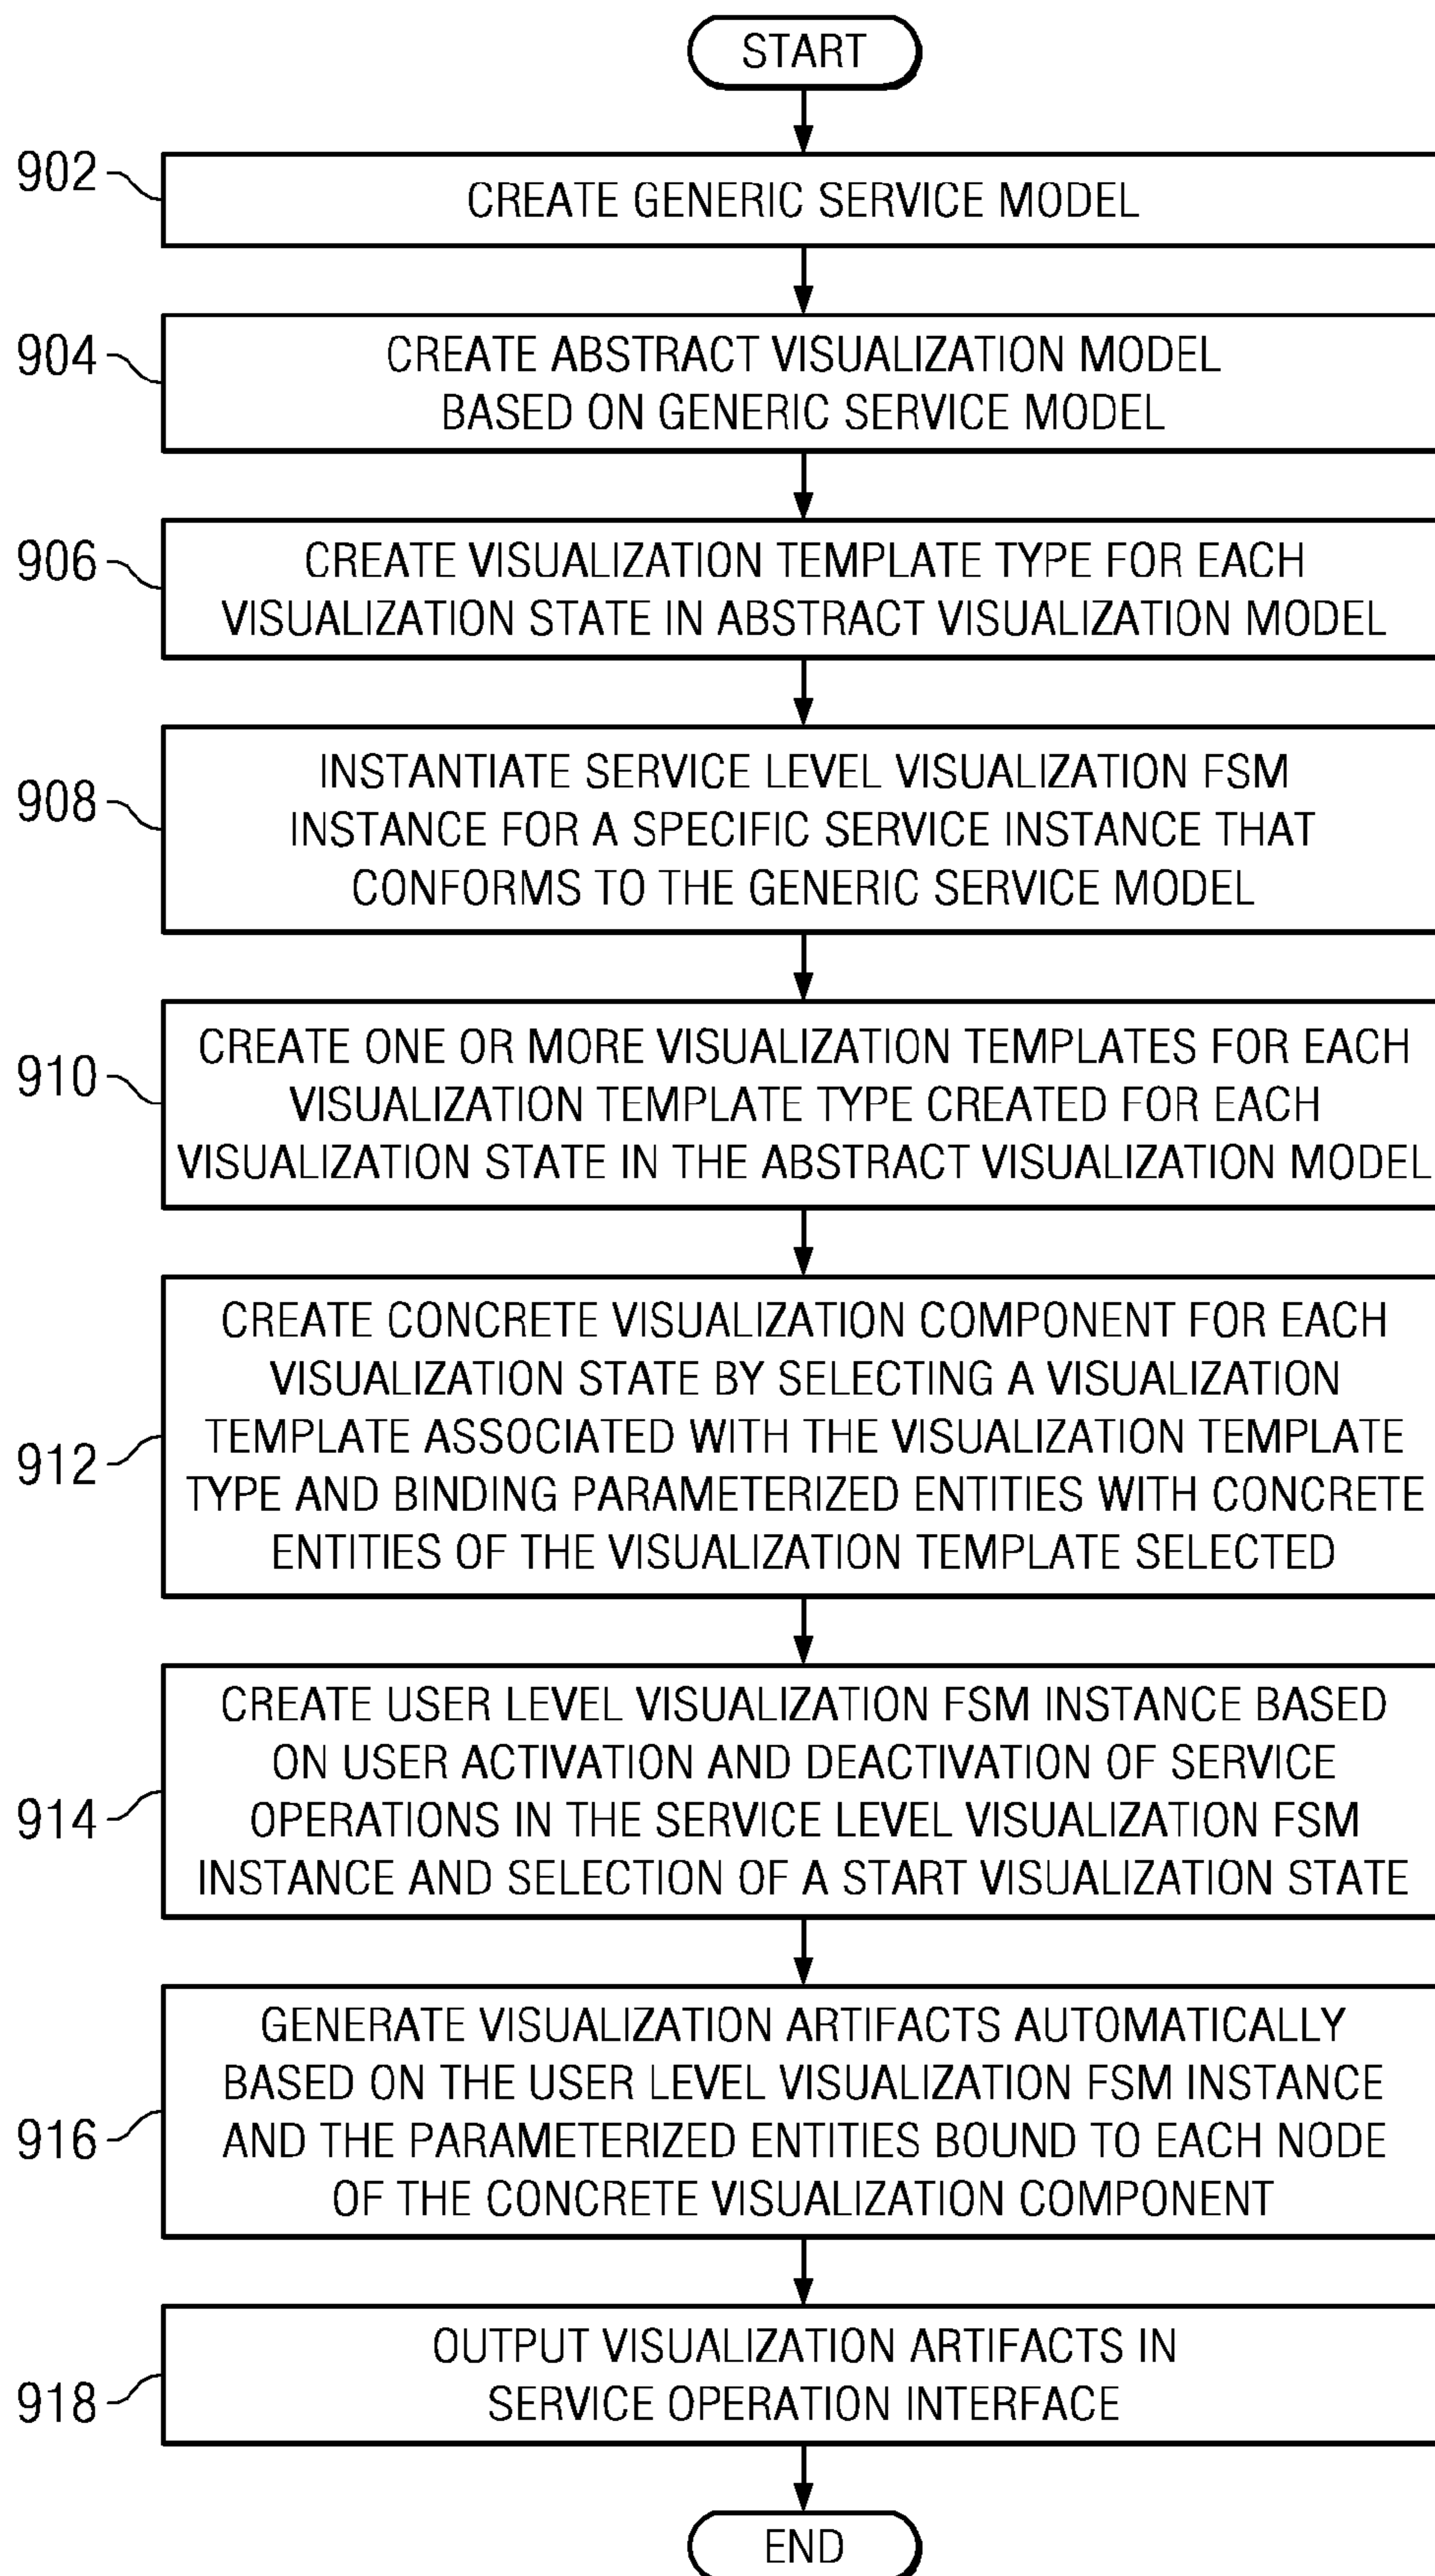 START
902
CREATE GENERIC SERVICE MODEL
904
CREATE ABSTRACT VISUALIZATION MODEL
BASED ON GENERIC SERVICE MODEL
906
CREATE VISUALIZATION TEMPLATE TYPE FOR EACH
VISUALIZATION STATE IN ABSTRACT VISUALIZATION MODEL
908
INSTANTIATE SERVICE LEVEL VISUALIZATION FSM
INSTANCE FOR A SPECIFIC SERVICE INSTANCE THAT
CONFORMS TO THE GENERIC SERVICE MODEL
910
CREATE ONE OR MORE VISUALIZATION TEMPLATES FOR EACH
VISUALIZATION TEMPLATE TYPE CREATED FOR EACH
VISUALIZATION STATE IN THE ABSTRACT VISUALIZATION MODEL
912
CREATE CONCRETE VISUALIZATION COMPONENT FOR EACH
VISUALIZATION STATE BY SELECTING A VISUALIZATION
TEMPLATE ASSOCIATED WITH THE VISUALIZATION TEMPLATE
TYPE AND BINDING PARAMETERIZED ENTITIES WITH CONCRETE
ENTITIES OF THE VISUALIZATION TEMPLATE SELECTED
914
CREATE USER LEVEL VISUALIZATION FSM INSTANCE BASED
ON USER ACTIVATION AND DEACTIVATION OF SERVICE
OPERATIONS IN THE SERVICE LEVEL VISUALIZATION FSM
INSTANCE AND SELECTION OF A START VISUALIZATION STATE
916
GENERATE VISUALIZATION ARTIFACTS AUTOMATICALLY
BASED ON THE USER LEVEL VISUALIZATION FSM INSTANCE
AND THE PARAMETERIZED ENTITIES BOUND TO EACH NODE
OF THE CONCRETE VISUALIZATION COMPONENT
918
OUTPUT VISUALIZATION ARTIFACTS IN
SERVICE OPERATION INTERFACE
END